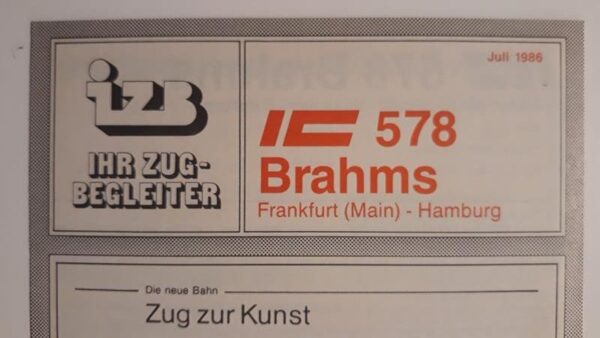 Juli 1986
izB
IHR ZUG-
BEGLEITER
IC 578
Brahms
Frankfurt (Main) - Hamburg
Die neue Bahn
Zug zur Kunst